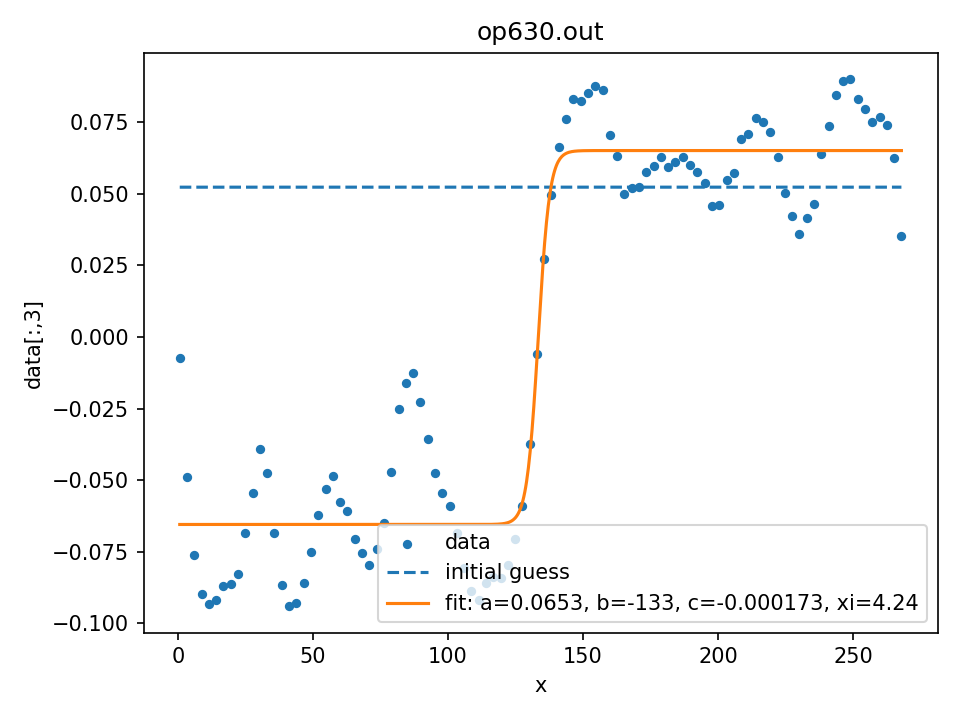 op630.out
data[:,3]
0.075
0.050
0.025
0.000
−0.025
−0.050
−0.075
−0.100
data
initial guess
fit: a=0.0653, b=-133, c=-0.000173, xi=4.24
0 50 100 150 200 250
x